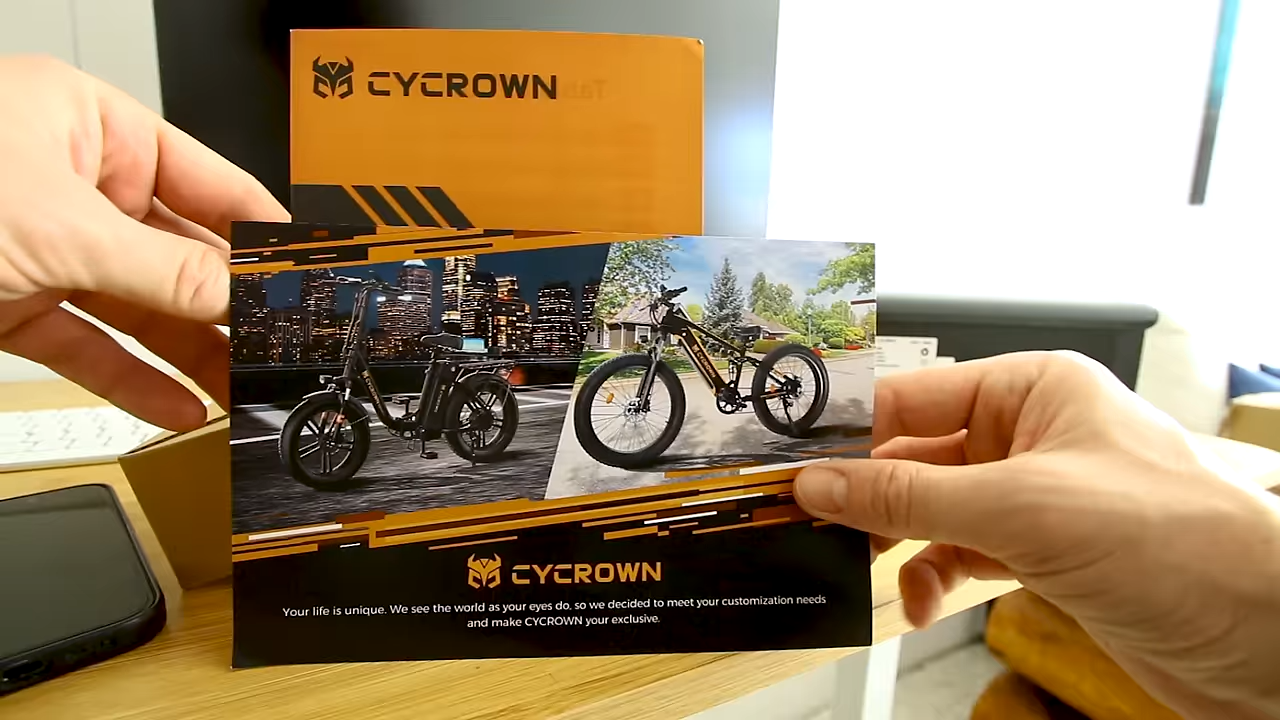 CYCROWN
CYCROWN
Your life is unique. We see the world as your eyes do, so we decided to meet your customization needs
and make CYCROWN your exclusive.